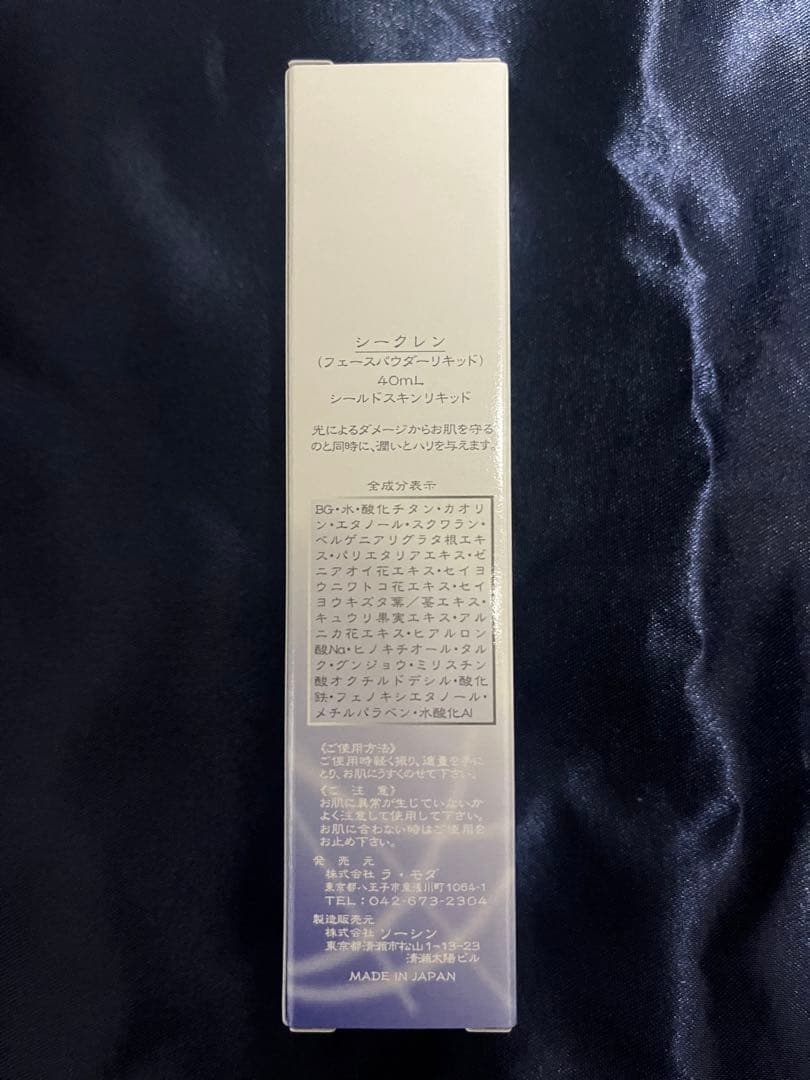 シークレン
(フェースパウダーリキッド)
40mL
シールドスキンリキッド
光によるダメージからお肌を守る
のと同時に、潤いとハリを与えます。
全成分表示
BG・水・酸化チタン・カオリ
ン・エタノール・スクワラン・
ベルゲニアリグラタ根エキ
ス・パリエタリアエキス・ゼ
ニアオイ花エキス・セイヨ
ウニワトコ花エキス・セイ
ヨウキズタ葉/茎エキス・
キュウリ果実エキス・アル
ニカ花エキス・ヒアルロン
酸Na・ヒノキチオール・タル
ク・グンジョウ・ミリスチン
酸オクチルドデシル・酸化
鉄・フェノキシエタノール・
メチルパラベン・水酸化Al
《ご使用方法》
ご使用時軽く振り、適量を手に
とり、お肌にうすくのせて下さい。
《ご注意》
お肌に異常が生じていないか
よく注意して使用して下さい。
お肌に合わない時はご使用を
お止め下さい。
発売元
株式会社 ラ・モダ
東京都八王子市東浅川町1064-1
TEL:042-673-2304
製造販売元
株式会社 ソーシン
東京都清瀬市松山1-13-23
清瀬太陽ビル
MADE IN JAPAN